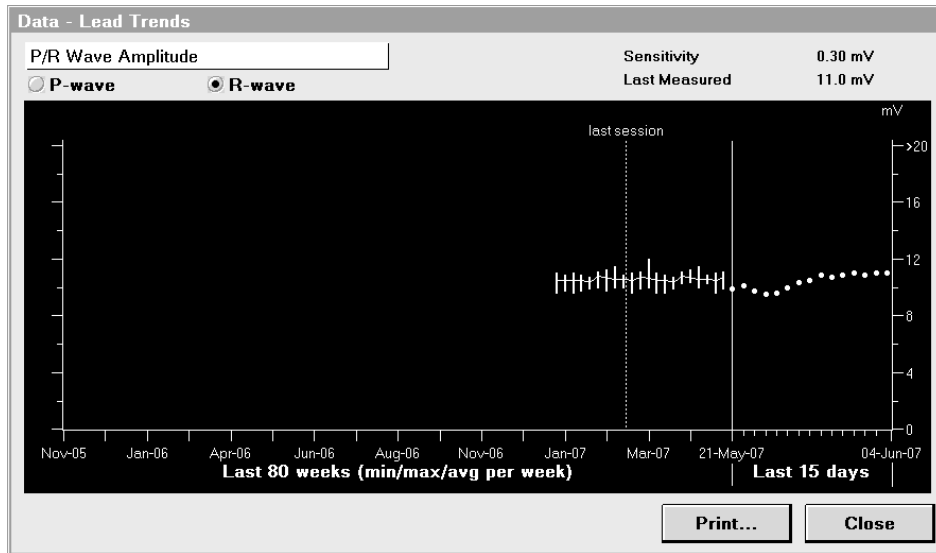 Data - Lead Trends
P/R Wave Amplitude
Sensitivity 0.30 mV
P-wave R-wave
Last Measured 11.0 mV
mV
last session
>20
16
12
8
4
0
Nov-05 Jan-06 Apr-06 Jun-06 Aug-06 Nov-06 Jan-07 Mar-07 21-May-07 04-Jun-07
Last 80 weeks (min/max/avg per week) Last 15 days
Print... Close